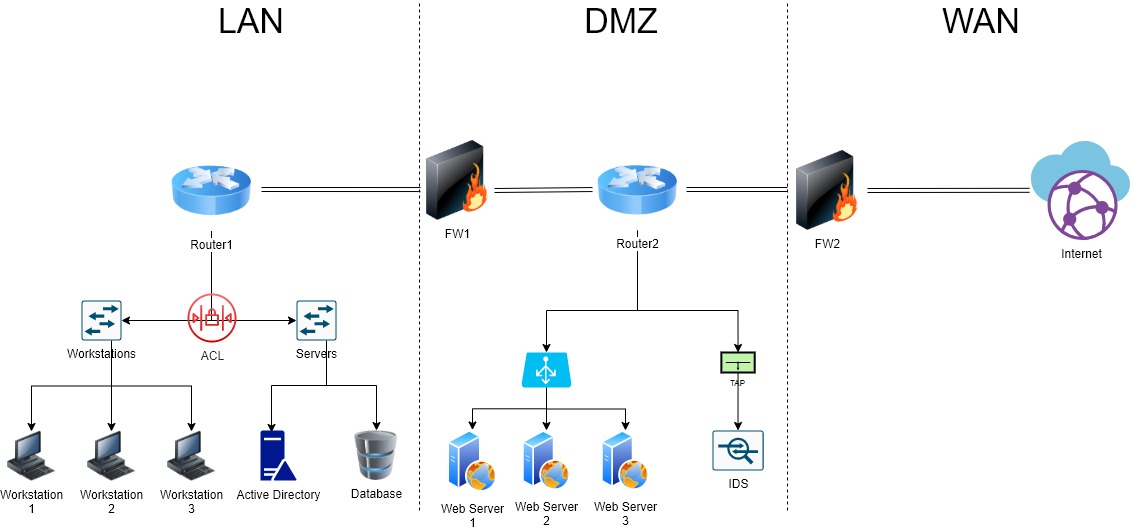 LAN
DMZ
WAN
FW1
Router1
Router2
FW2
Internet
Workstations
ACL
Servers
TAP
Workstation
1
Workstation
2
Workstation
3
Active Directory
Database
Web Server
1
Web Server
2
Web Server
3
IDS